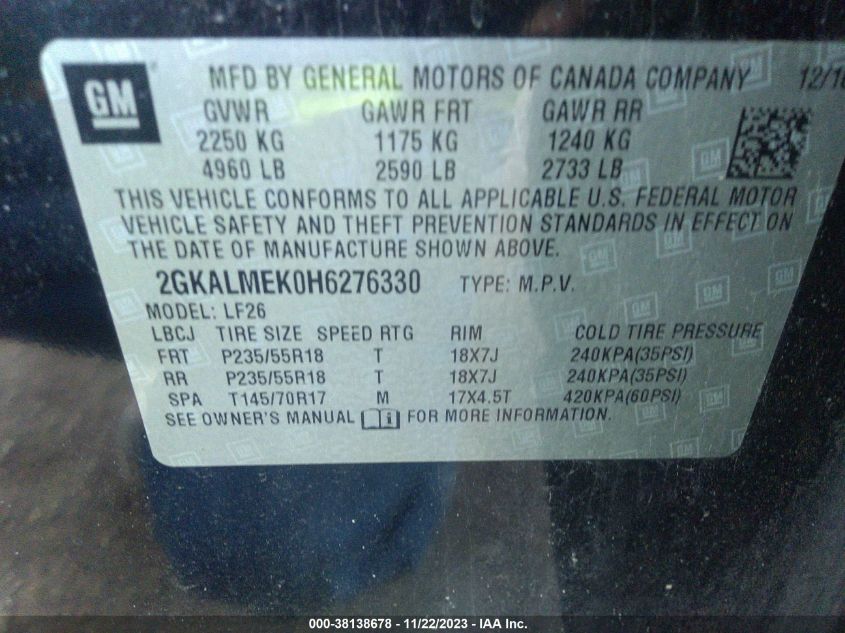 GM
MFD BY GENERAL MOTORS OF CANADA COMPANY 12/16
GVWR GAWR FRT GAWR RR
2250 KG 1175 KG 1240 KG
4960 LB 2590 LB 2733 LB
THIS VEHICLE CONFORMS TO ALL APPLICABLE U.S. FEDERAL MOTOR
VEHICLE SAFETY AND THEFT PREVENTION STANDARDS IN EFFECT ON
THE DATE OF MANUFACTURE SHOWN ABOVE.
2GKALMEK0H6276330 TYPE: M.P.V.
MODEL: LF26
LBCJ TIRE SIZE SPEED RTG RIM COLD TIRE PRESSURE
FRT P235/55R18 T 18X7J 240KPA(35PSI)
RR P235/55R18 T 18X7J 240KPA(35PSI)
SPA T145/70R17 M 17X4.5T 420KPA(60PSI)
SEE OWNER'S MANUAL FOR MORE INFORMATION.
000-38138678 - 11/22/2023 - IAA Inc.